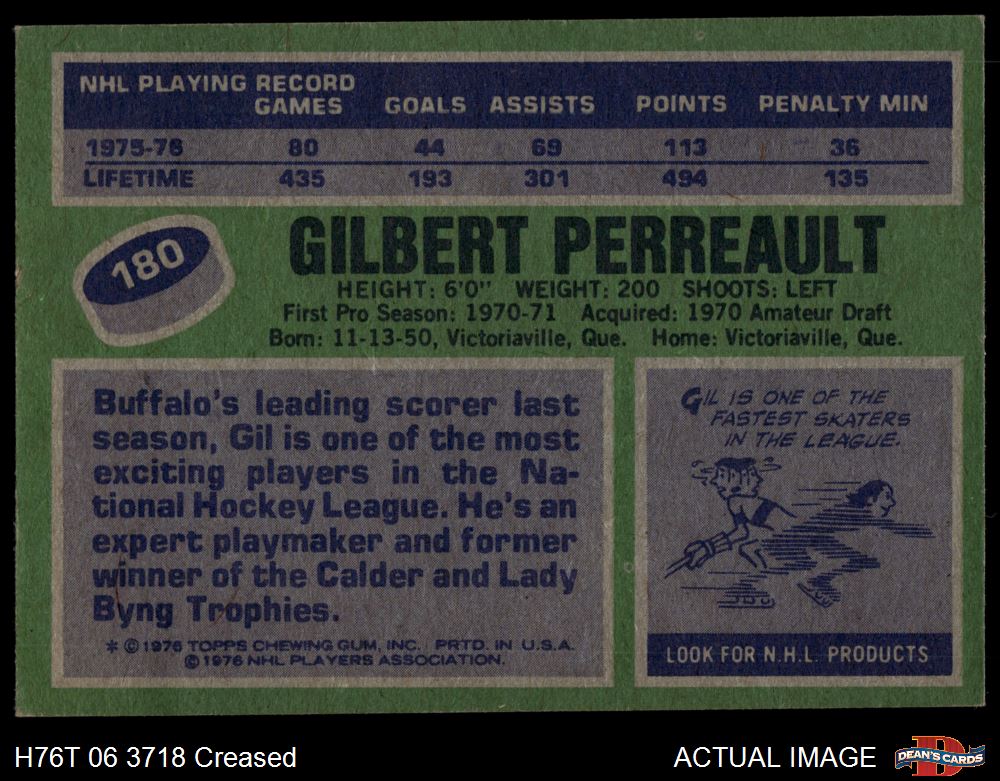 NHL PLAYING RECORD
GAMES GOALS ASSISTS POINTS PENALTY MIN
1975-76 80 44 69 113 36
LIFETIME 435 193 301 494 135
180
GILBERT PERREAULT
HEIGHT: 6'0" WEIGHT: 200 SHOOTS: LEFT
First Pro Season: 1970-71 Acquired: 1970 Amateur Draft
Born: 11-13-50, Victoriaville, Que. Home: Victoriaville, Que.
Buffalo's leading scorer last
season, Gil is one of the most
exciting players in the Na-
tional Hockey League. He's an
expert playmaker and former
winner of the Calder and Lady
Byng Trophies.
* © 1976 TOPPS CHEWING GUM, INC. PRTD. IN U.S.A.
© 1976 NHL PLAYERS ASSOCIATION.
GIL IS ONE OF THE
FASTEST SKATERS
IN THE LEAGUE.
LOOK FOR N.H.L. PRODUCTS
H76T 06 3718 Creased
ACTUAL IMAGE
D
DEAN'S CARDS